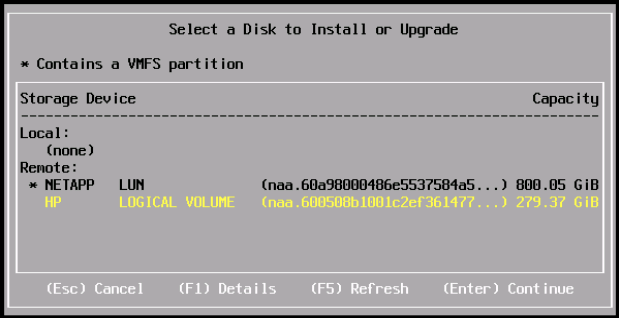 Select a Disk to Install or Upgrade
* Contains a VMFS partition
Storage Device Capacity
--------------------------------------------------------------------------------
Local:
(none)
Remote:
* NETAPP LUN (naa.60a98000486e5537584a5...) 800.05 GiB
HP LOGICAL VOLUME (naa.600508b1001c2ef361477...) 279.37 GiB
(Esc) Cancel (F1) Details (F5) Refresh (Enter) Continue